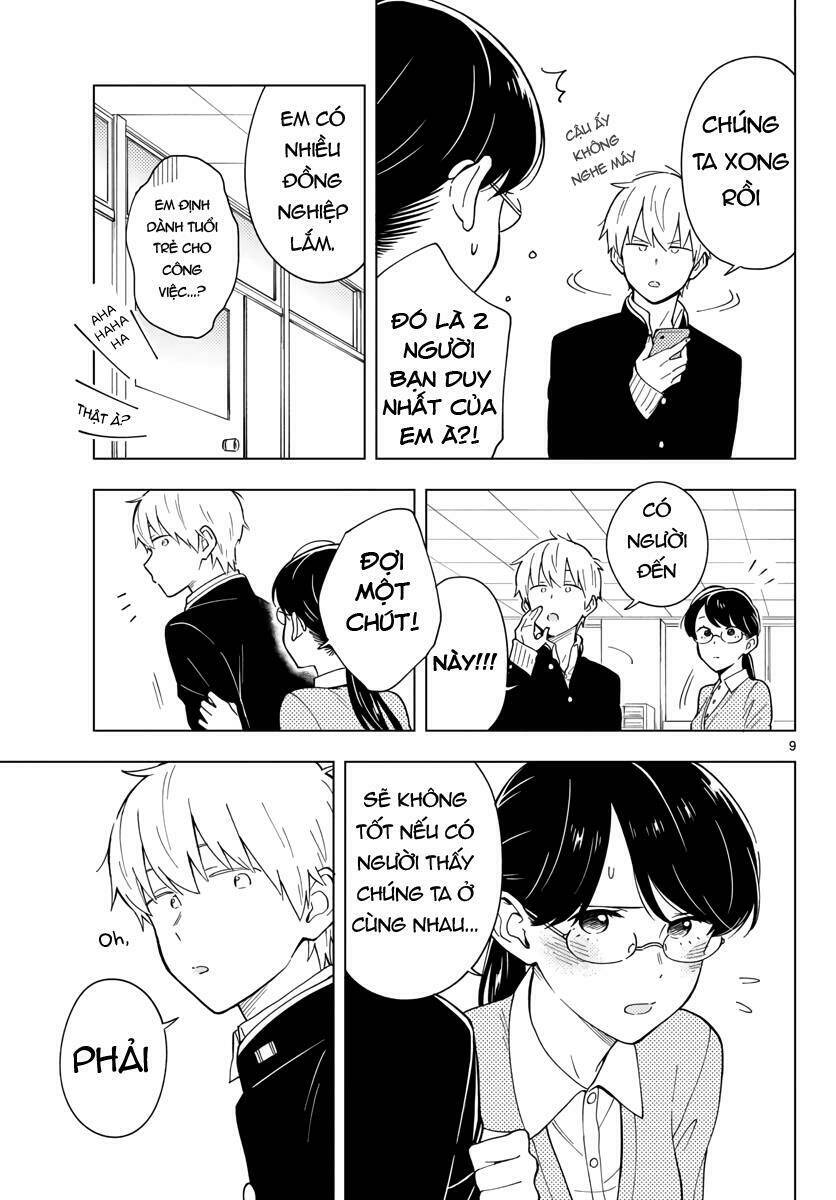 CHÚNG
TA XONG
RỒI
CẬU ẤY
KHÔNG
NGHE MÁY
ĐÓ LÀ 2
NGƯỜI
BẠN DUY
NHẤT CỦA
EM À?!
EM CÓ
NHIỀU
ĐỒNG
NGHIỆP
LẮM.
EM ĐỊNH
DÀNH TUỔI
TRẺ CHO
CÔNG
VIỆC...?
AHA
HAHA
HA
THẬT À?
CÓ
NGƯỜI
ĐẾN
NÀY!!!
ĐỢI
MỘT
CHÚT!
9
SẼ KHÔNG
TỐT NẾU CÓ
NGƯỜI THẤY
CHÚNG TA Ở
CÙNG NHAU...
Oh,
PHẢI